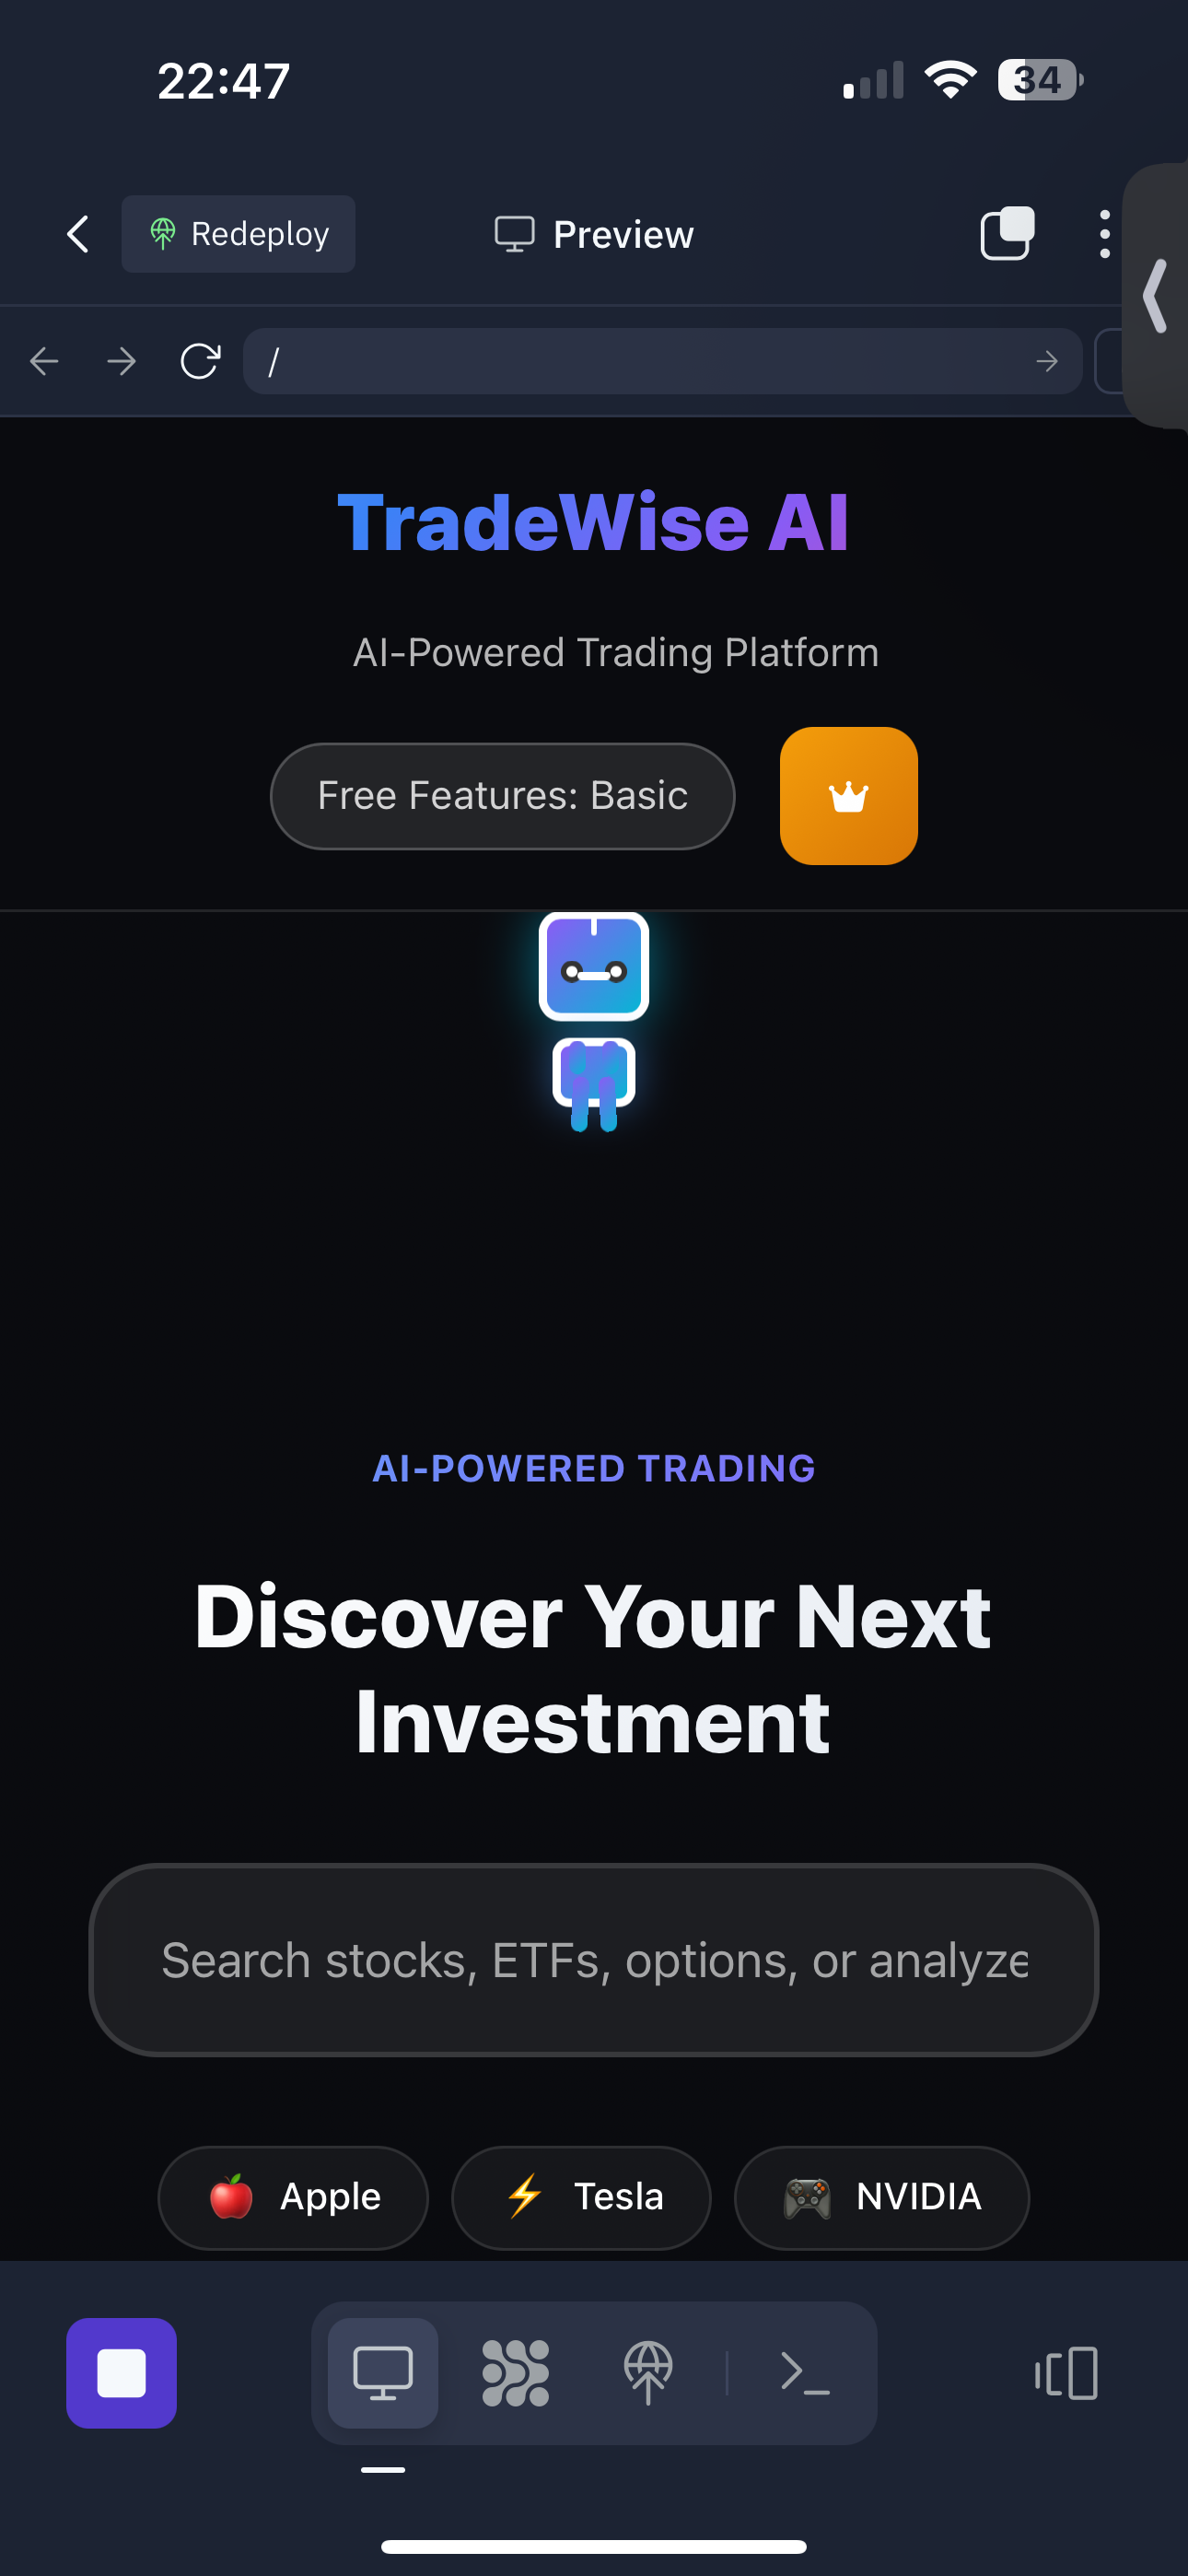 22:47
34
Redeploy
Preview
/
TradeWise AI
AI-Powered Trading Platform
Free Features: Basic
AI-POWERED TRADING
Discover Your Next
Investment
Search stocks, ETFs, options, or analyze
Apple
Tesla
NVIDIA